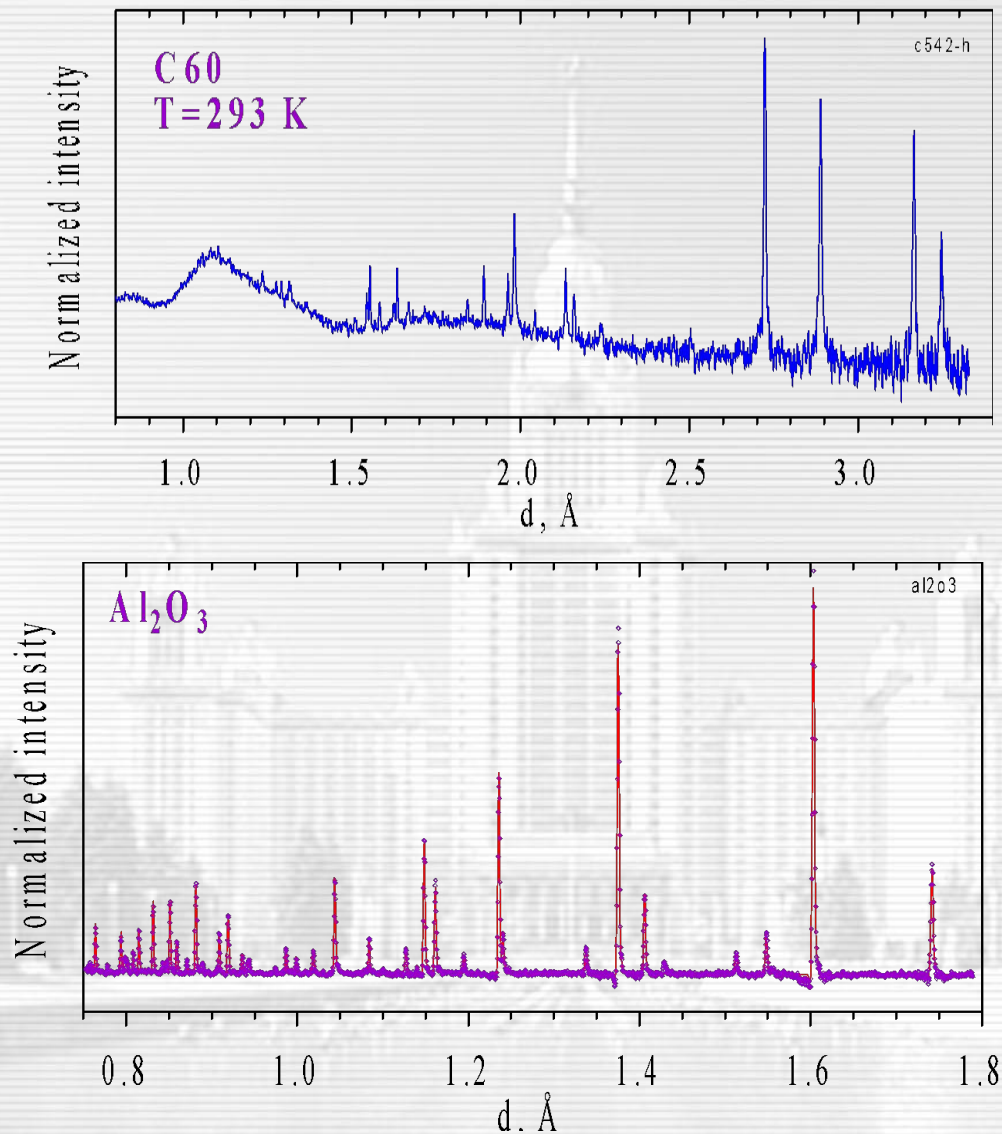 c542-h
C60
T=293 K
Normalized intensity
1.0 1.5 2.0 2.5 3.0
d, Å
al2o3
Al₂O₃
Normalized intensity
0.8 1.0 1.2 1.4 1.6 1.8
d, Å